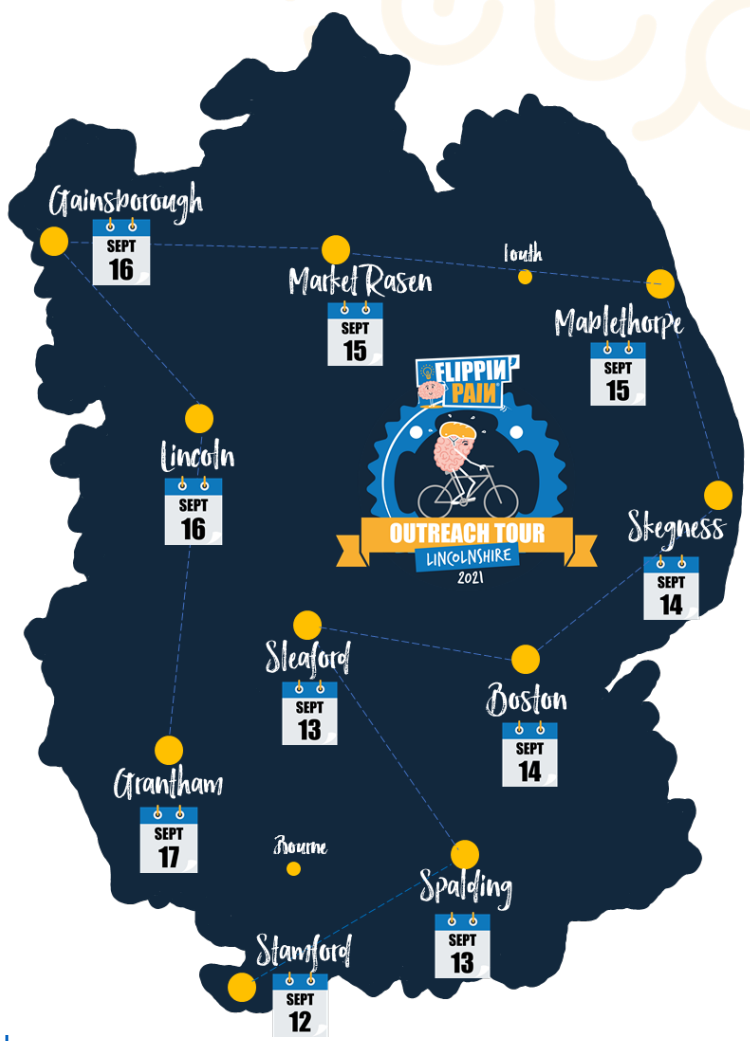 Gainsborough
SEPT
16
Market Rasen
SEPT
15
Louth
Mablethorpe
SEPT
15
FLIPPIN'
PAIN
OUTREACH TOUR
LINCOLNSHIRE
2021
Lincoln
SEPT
16
Skegness
SEPT
14
Sleaford
SEPT
13
Boston
SEPT
14
Grantham
SEPT
17
Bourne
Spalding
SEPT
13
Stamford
SEPT
12